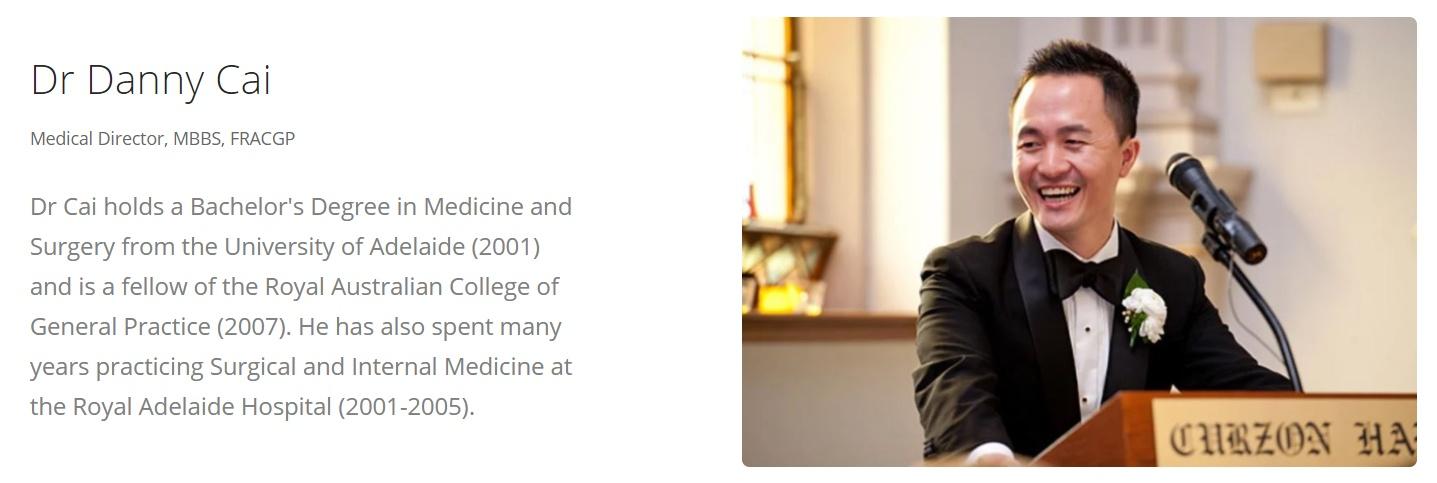 Dr Danny Cai
Medical Director, MBBS, FRACGP
Dr Cai holds a Bachelor's Degree in Medicine and
Surgery from the University of Adelaide (2001)
and is a fellow of the Royal Australian College of
General Practice (2007). He has also spent many
years practicing Surgical and Internal Medicine at
the Royal Adelaide Hospital (2001-2005).
CURZON HA